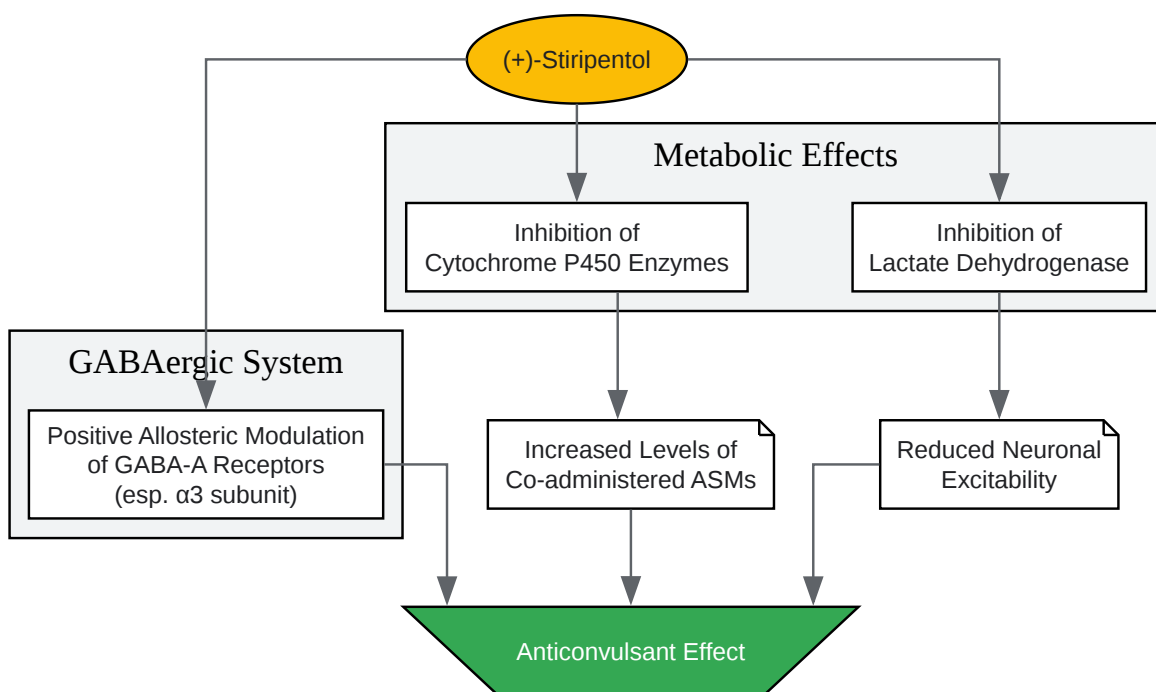 (+)-Stiripentol
Metabolic Effects
Inhibition of
Cytochrome P450 Enzymes
Inhibition of
Lactate Dehydrogenase
GABAergic System
Positive Allosteric Modulation
of GABA-A Receptors
(esp. α3 subunit)
Increased Levels of
Co-administered ASMs
Reduced Neuronal
Excitability
Anticonvulsant Effect